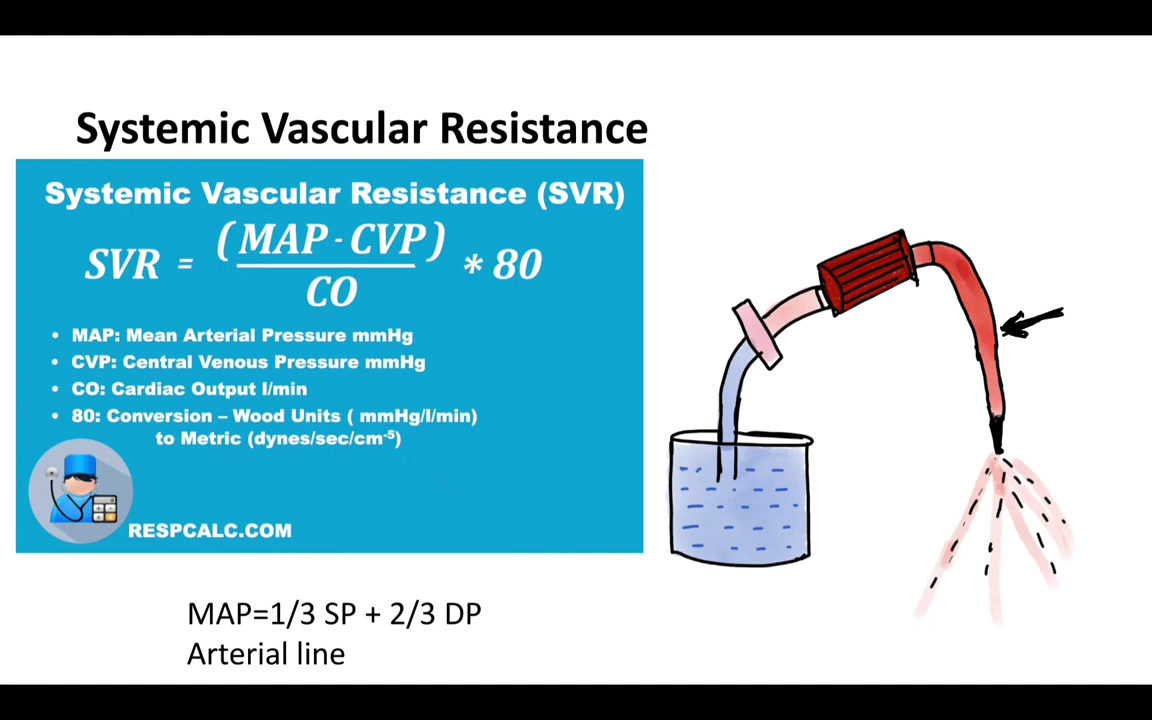 Systemic Vascular Resistance
Systemic Vascular Resistance (SVR)
SVR = (MAP - CVP) / CO * 80
• MAP: Mean Arterial Pressure mmHg
• CVP: Central Venous Pressure mmHg
• CO: Cardiac Output l/min
• 80: Conversion – Wood Units ( mmHg/l/min)
to Metric (dynes/sec/cm⁻⁵)
RESPCALC.COM
MAP=1/3 SP + 2/3 DP
Arterial line